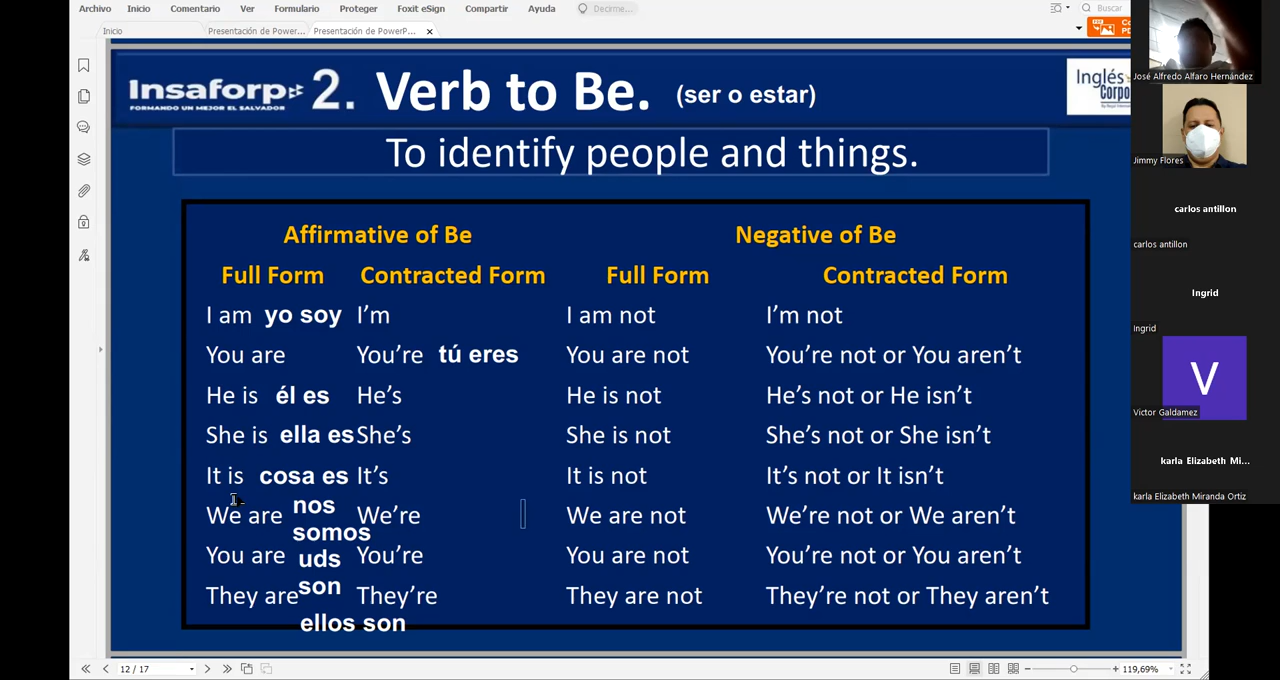 Archivo Inicio Comentario Ver Formulario Proteger Foxit eSign Compartir Ayuda Decirme... Buscar
Inicio Presentación de Power... Presentación de PowerP...
Insaforp 2. Verb to Be. (ser o estar)
FORMANDO UN MEJOR EL SALVADOR
Inglés
Corpo
To identify people and things.
Affirmative of Be Negative of Be
Full Form Contracted Form Full Form Contracted Form
I am yo soy I'm I am not I'm not
You are You're tú eres You are not You're not or You aren't
He is él es He's He is not He's not or He isn't
She is ella es She's She is not She's not or She isn't
It is cosa es It's It is not It's not or It isn't
We are nos somos We're We are not We're not or We aren't
You are uds son You're You are not You're not or You aren't
They are ellos son They're They are not They're not or They aren't
12 / 17 119,69%
José Alfredo Alfaro Hernández
Jimmy Flores
carlos antillon
carlos antillon
Ingrid
Ingrid
V
Victor Galdamez
karla Elizabeth Mi...
karla Elizabeth Miranda Ortiz